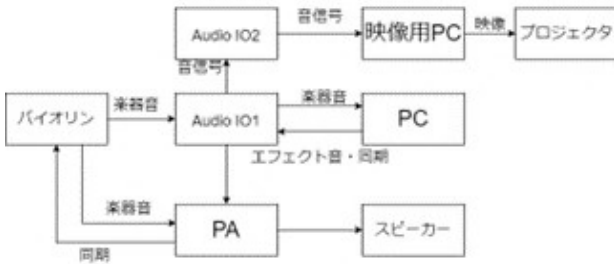 音信号
Audio IO2
映像用PC
映像
プロジェクタ
音信号
バイオリン
楽器音
Audio IO1
楽器音
PC
エフェクト音・同期
楽器音
PA
スピーカー
同期